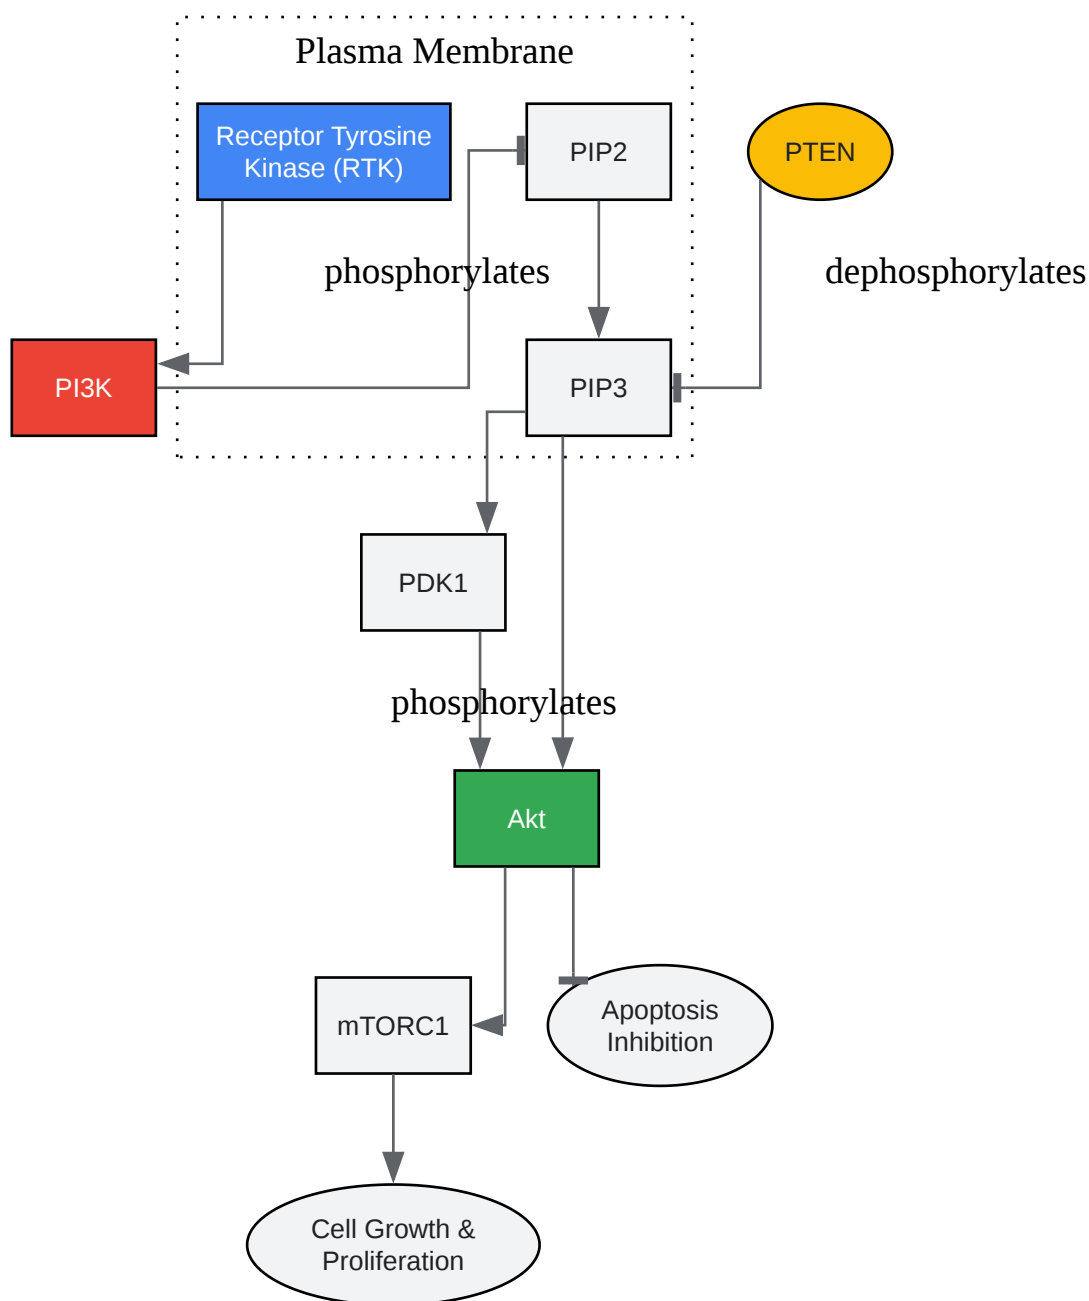 Plasma Membrane
Receptor Tyrosine
Kinase (RTK)
PIP2
PTEN
phosphorylates
dephosphorylates
PI3K
PIP3
PDK1
phosphorylates
Akt
mTORC1
Apoptosis
Inhibition
Cell Growth &
Proliferation